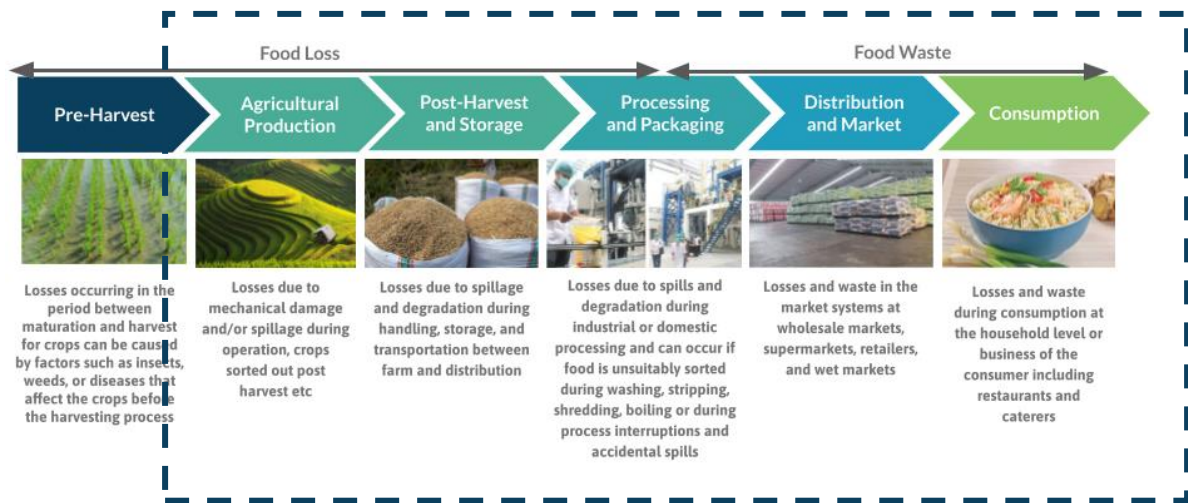 Food Loss
Food Waste
Pre-Harvest
Agricultural
Production
Post-Harvest
and Storage
Processing
and Packaging
Distribution
and Market
Consumption
Losses occurring in the
period between
maturation and harvest
for crops can be caused
by factors such as insects,
weeds, or diseases that
affect the crops before
the harvesting process
Losses due to
mechanical damage
and/or spillage during
operation, crops
sorted out post
harvest etc
Losses due to spillage
and degradation during
handling, storage, and
transportation between
farm and distribution
Losses due to spills and
degradation during
industrial or domestic
processing and can occur if
food is unsuitably sorted
during washing, stripping,
shredding, boiling or during
process interruptions and
accidental spills
Losses and waste in the
market systems at
wholesale markets,
supermarkets, retailers,
and wet markets
Losses and waste
during consumption at
the household level or
business of the
consumer including
restaurants and
caterers